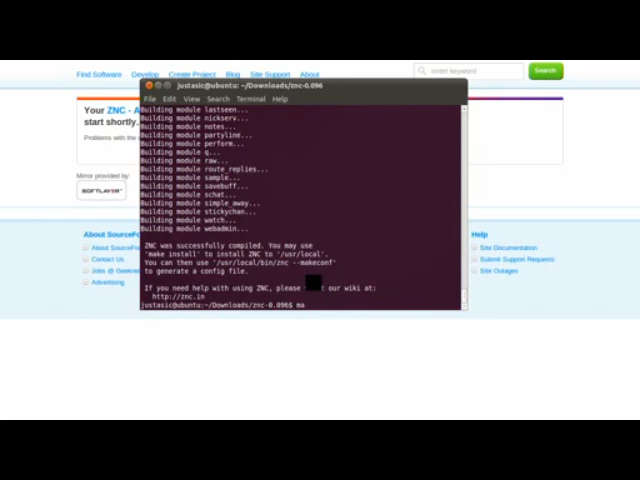 Find Software Develop Create Project Blog Site Support About
enter keyword
Search
justasic@ubuntu: ~/Downloads/znc-0.096
File Edit View Search Terminal Help
Your ZNC - A
start shortly
Problems with the
Mirror provided by:
SOFTLAYER
Building module lastseen...
Building module nickserv...
Building module notes...
Building module partyline...
Building module perform...
Building module q...
Building module raw...
Building module route_replies...
Building module sample...
Building module savebuff...
Building module schat...
Building module simple_away...
Building module stickychan...
Building module watch...
Building module webadmin...
ZNC was successfully compiled. You may use
'make install' to install ZNC to '/usr/local'.
You can then use '/usr/local/bin/znc --makeconf'
to generate a config file.
If you need help with using ZNC, please t our wiki at:
http://znc.in
justasic@ubuntu:~/Downloads/znc-0.096$ ma
About SourceFo
About SourceF
Contact Us
Jobs @ Geekne
Advertising
Help
Site Documentation
Submit Support Requests
Site Outages